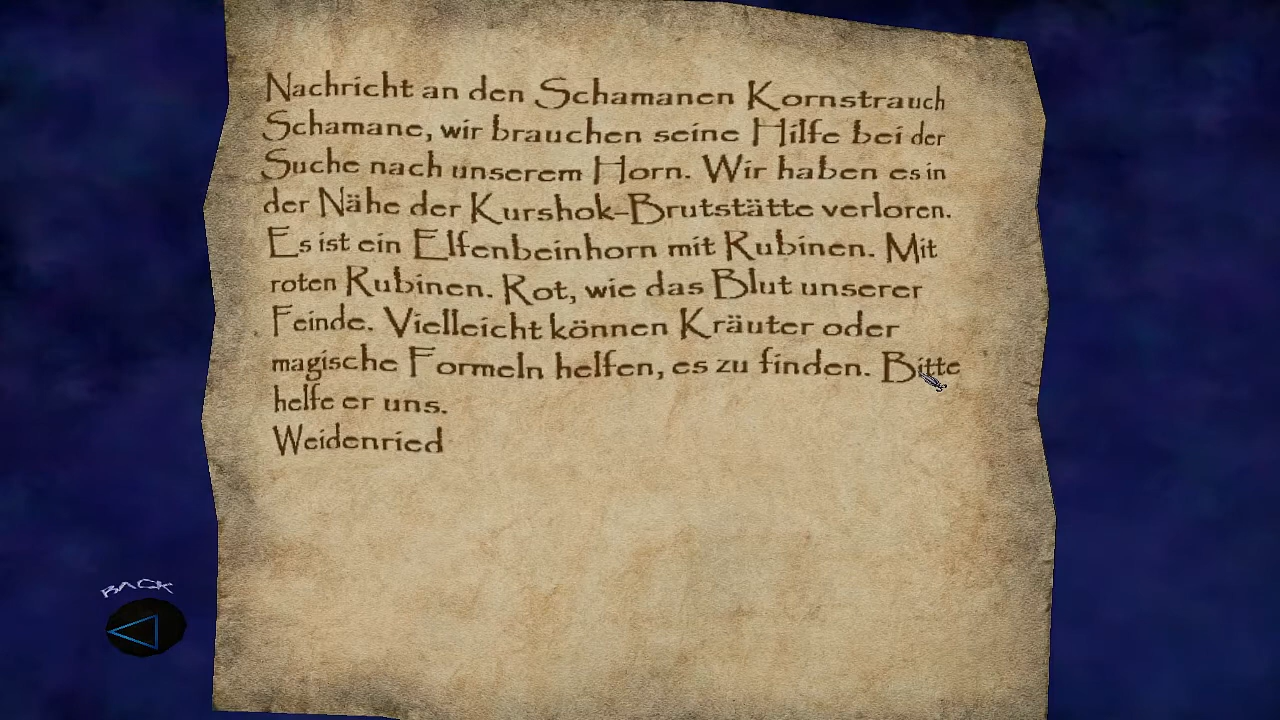 Nachricht an den Schamanen Kornstrauch
Schamane, wir brauchen seine Hilfe bei der
Suche nach unserem Horn. Wir haben es in
der Nähe der Kurshok-Brutstätte verloren.
Es ist ein Elfenbeinhorn mit Rubinen. Mit
roten Rubinen. Rot, wie das Blut unserer
Feinde. Vielleicht können Kräuter oder
magische Formeln helfen, es zu finden. Bitte
helfe er uns.
Weidenried
BACK